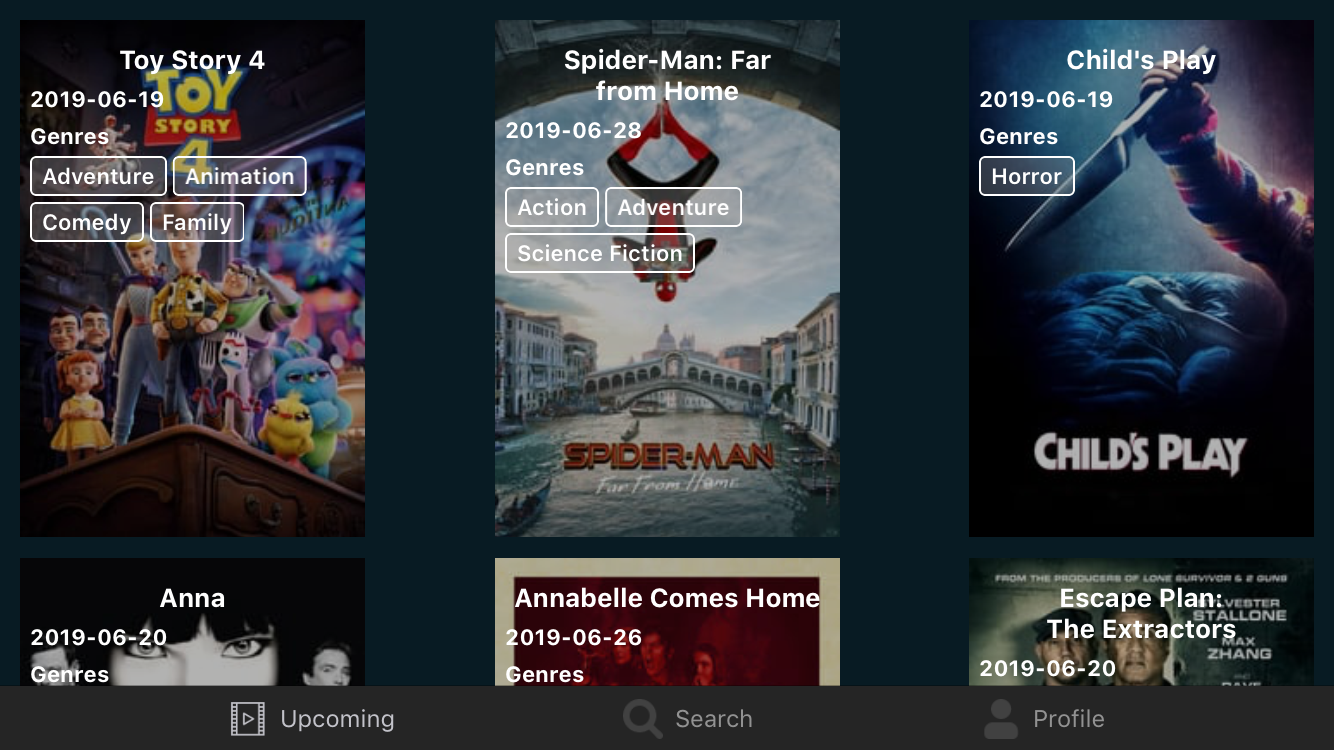 Toy Story 4
2019-06-19
Genres
Adventure Animation
Comedy Family
TOY
STORY
4
Spider-Man: Far
from Home
2019-06-28
Genres
Action Adventure
Science Fiction
SPIDER-MAN
Far From Home
Child's Play
2019-06-19
Genres
Horror
CHILD'S PLAY
Anna
2019-06-20
Genres
Annabelle Comes Home
2019-06-26
Genres
FROM THE PRODUCERS OF LONE SURVIVOR & 2 GUNS
Escape Plan:
The Extractors
2019-06-20
SYLVESTER
STALLONE
MAX
ZHANG
AND
Upcoming Search Profile